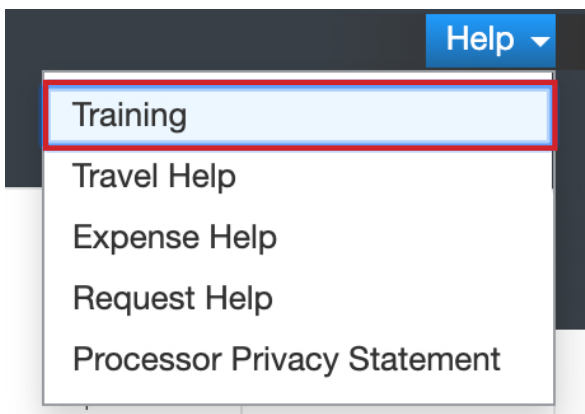 Help
Training
Travel Help
Expense Help
Request Help
Processor Privacy Statement